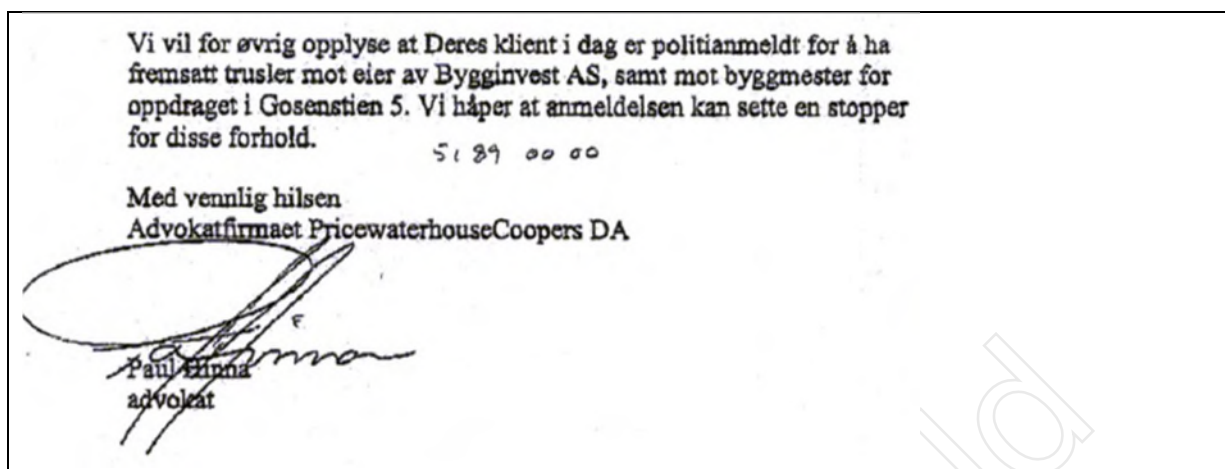 Vi vil for øvrig opplyse at Deres klient i dag er politianmeldt for å ha
fremsatt trusler mot eier av Bygginvest AS, samt mot byggmester for
oppdraget i Gosenstien 5. Vi håper at anmeldelsen kan sette en stopper
for disse forhold.
51 89 00 00
Med vennlig hilsen
Advokatfirmaet PricewaterhouseCoopers DA
F.
Paul Hinna
advokat